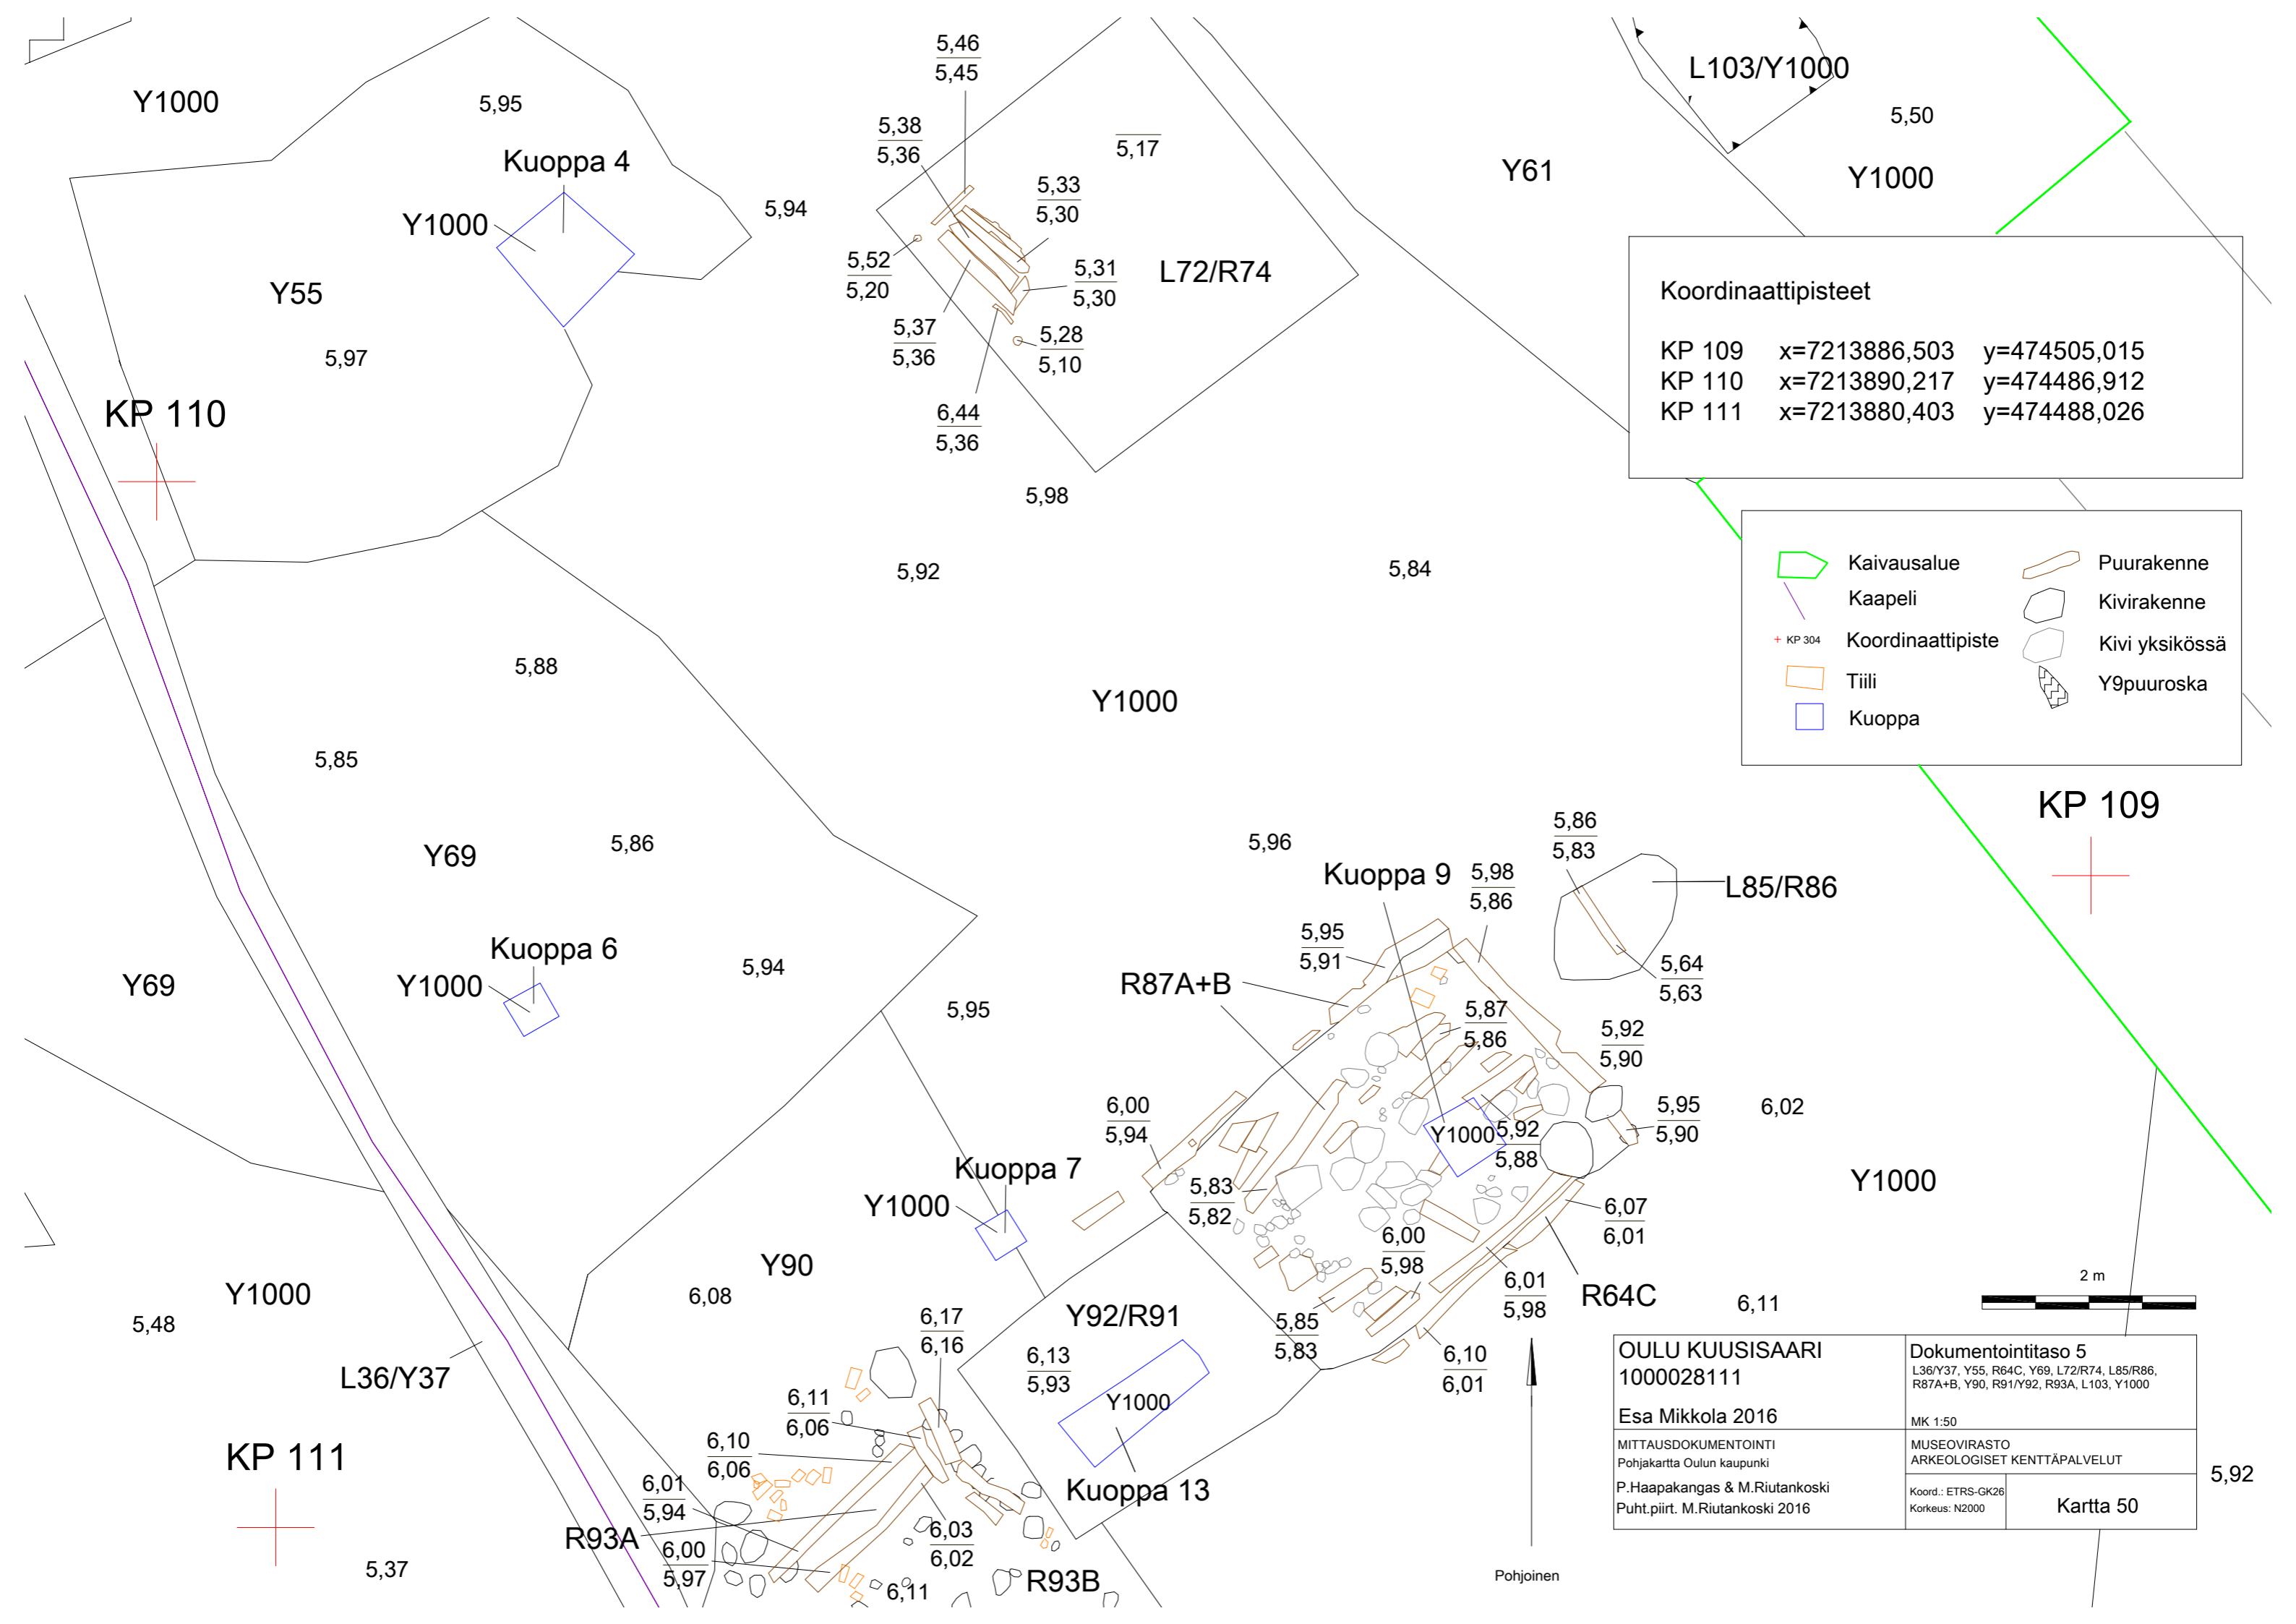 Y1000
5,95
Kuoppa 4
Y1000
5,94
Y55
5,97
KP 110
5,46
5,45
5,38
5,36
5,17
5,33
5,30
5,52
5,20
5,31
5,30
L72/R74
5,37
5,36
5,28
5,10
6,44
5,36
5,98
L103/Y1000
5,50
Y61
Y1000
Koordinaattipisteet
KP 109 x=7213886,503 y=474505,015
KP 110 x=7213890,217 y=474486,912
KP 111 x=7213880,403 y=474488,026
Kaivausalue
Kaapeli
KP 304 Koordinaattipiste
Tiili
Kuoppa
Puurakenne
Kivirakenne
Kivi yksikössä
Y9puuroska
5,92
5,84
5,88
Y1000
5,85
Y69
5,86
KP 109
5,96
5,86
5,83
Kuoppa 9
5,98
5,86
L85/R86
5,95
5,91
5,64
5,63
Kuoppa 6
Y1000
5,94
Y69
5,95
R87A+B
5,87
5,86
5,92
5,90
6,00
5,94
5,95
5,90
6,02
Y1000
5,92
5,88
Kuoppa 7
Y1000
5,83
5,82
Y1000
6,07
6,01
6,00
5,98
Y90
6,08
6,01
5,98
R64C
6,11
2 m
Y1000
5,48
L36/Y37
6,17
6,16
Y92/R91
6,13
5,93
Y1000
5,85
5,83
6,10
6,01
6,11
6,06
KP 111
6,10
6,06
Kuoppa 13
6,01
5,94
R93A
6,03
6,02
6,00
5,97
5,37
6,11
R93B
Pohjoinen
OULU KUUSISAARI
1000028111
Esa Mikkola 2016
MITTAUSDOKUMENTOINTI
Pohjakartta Oulun kaupunki
P.Haapakangas & M.Riutankoski
Puht.piirt. M.Riutankoski 2016
Dokumentointitaso 5
L36/Y37, Y55, R64C, Y69, L72/R74, L85/R86,
R87A+B, Y90, R91/Y92, R93A, L103, Y1000
MK 1:50
MUSEOVIRASTO
ARKEOLOGISET KENTTÄPALVELUT
Koord.: ETRS-GK26
Korkeus: N2000
Kartta 50
5,92